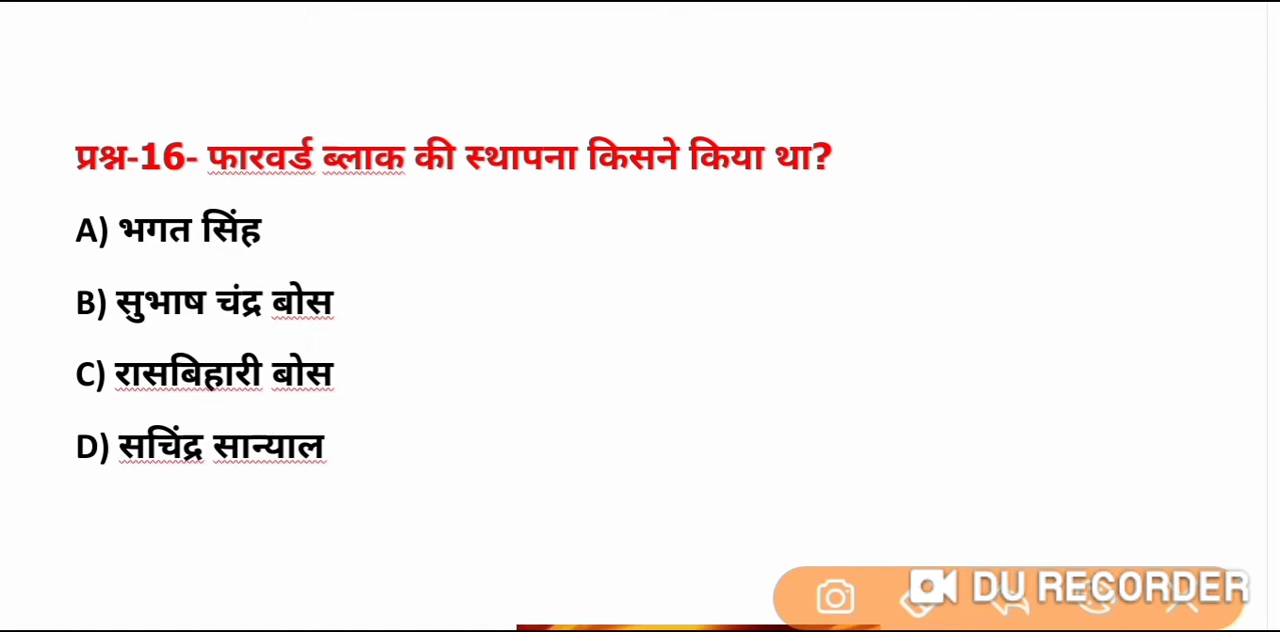 प्रश्न-16- फारवर्ड ब्लाक की स्थापना किसने किया था?
A) भगत सिंह
B) सुभाष चंद्र बोस
C) रासबिहारी बोस
D) सचिंद्र सान्याल
DU RECORDER